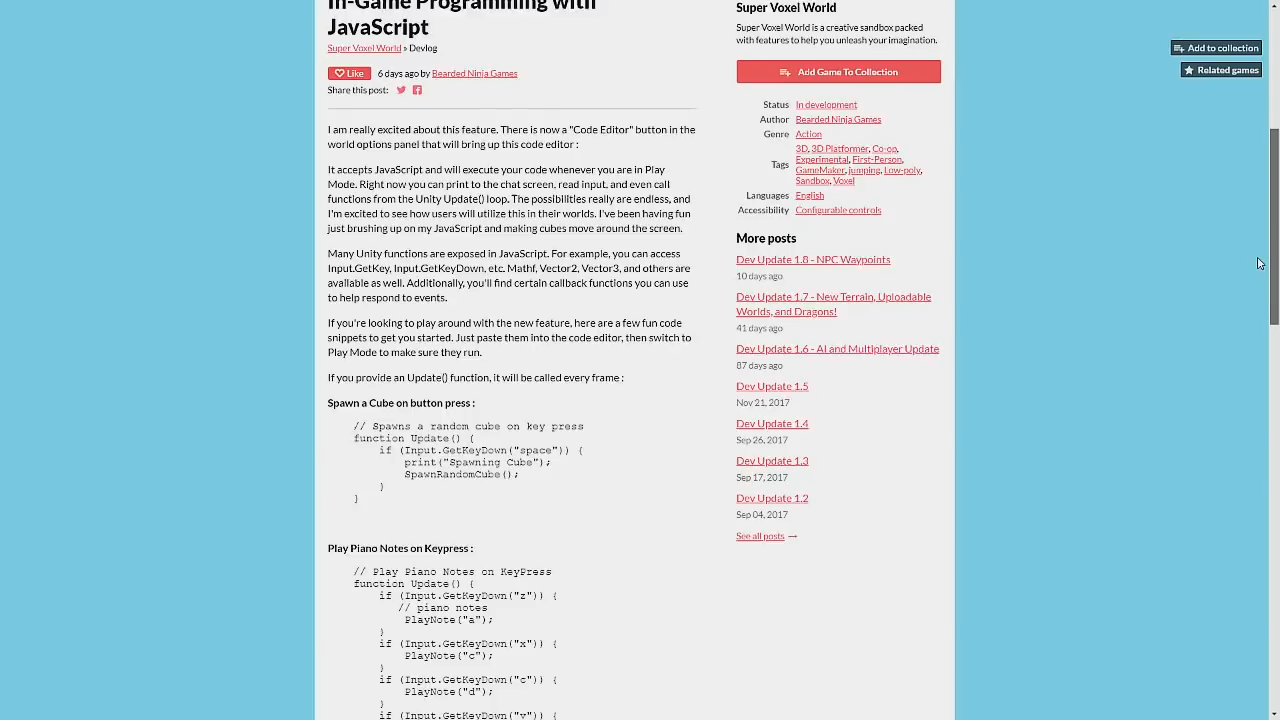 In-Game Programming with
JavaScript
Super Voxel World » Devlog
Like
6 days ago by Bearded Ninja Games
Share this post:
I am really excited about this feature. There is now a "Code Editor" button in the
world options panel that will bring up this code editor :
It accepts JavaScript and will execute your code whenever you are in Play
Mode. Right now you can print to the chat screen, read input, and even call
functions from the Unity Update() loop. The possibilities really are endless, and
I'm excited to see how users will utilize this in their worlds. I've been having fun
just brushing up on my JavaScript and making cubes move around the screen.
Many Unity functions are exposed in JavaScript. For example, you can access
Input.GetKey, Input.GetKeyDown, etc. Mathf, Vector2, Vector3, and others are
available as well. Additionally, you'll find certain callback functions you can use
to help respond to events.
If you're looking to play around with the new feature, here are a few fun code
snippets to get you started. Just paste them into the code editor, then switch to
Play Mode to make sure they run.
If you provide an Update() function, it will be called every frame :
Spawn a Cube on button press :
// Spawns a random cube on key press
function Update() {
if (Input.GetKeyDown("space")) {
print("Spawning Cube");
SpawnRandomCube();
}
}
Play Piano Notes on Keypress :
// Play Piano Notes on KeyPress
function Update() {
if (Input.GetKeyDown("z")) {
// piano notes
PlayNote("a");
}
if (Input.GetKeyDown("x")) {
PlayNote("c");
}
if (Input.GetKeyDown("c")) {
PlayNote("d");
}
if (Input.GetKeyDown("v")) {
Super Voxel World
Super Voxel World is a creative sandbox packed
with features to help you unleash your imagination.
Add Game To Collection
Status In development
Author Bearded Ninja Games
Genre Action
Tags 3D, 3D Platformer, Co-op,
Experimental, First-Person,
GameMaker, jumping, Low-poly,
Sandbox, Voxel
Languages English
Accessibility Configurable controls
More posts
Dev Update 1.8 - NPC Waypoints
10 days ago
Dev Update 1.7 - New Terrain, Uploadable
Worlds, and Dragons!
41 days ago
Dev Update 1.6 - AI and Multiplayer Update
87 days ago
Dev Update 1.5
Nov 21, 2017
Dev Update 1.4
Sep 26, 2017
Dev Update 1.3
Sep 17, 2017
Dev Update 1.2
Sep 04, 2017
See all posts →
Add to collection
Related games